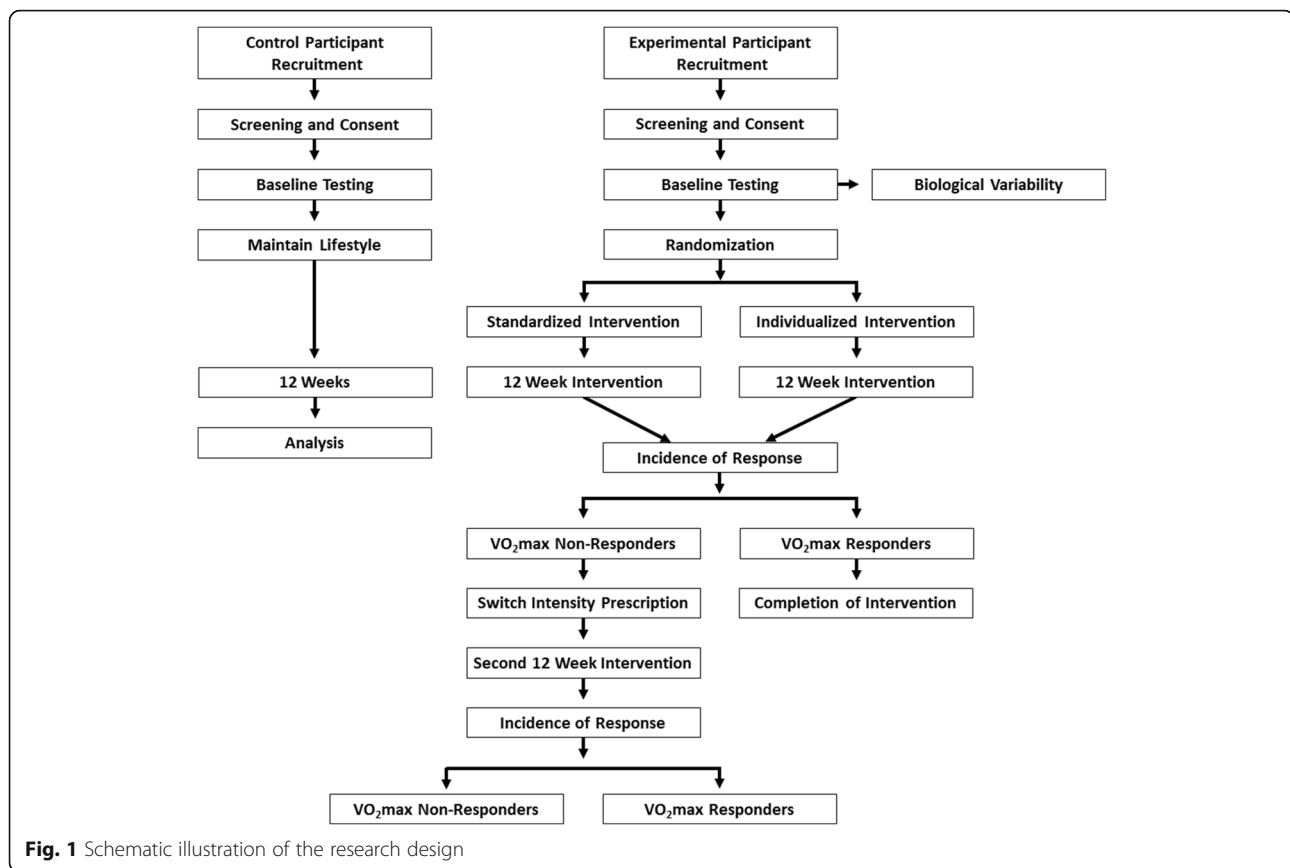 Control Participant
Recruitment
Screening and Consent
Baseline Testing
Maintain Lifestyle
12 Weeks
Analysis
Experimental Participant
Recruitment
Screening and Consent
Baseline Testing
Biological Variability
Randomization
Standardized Intervention
Individualized Intervention
12 Week Intervention
12 Week Intervention
Incidence of Response
VO₂max Non-Responders
VO₂max Responders
Switch Intensity Prescription
Completion of Intervention
Second 12 Week Intervention
Incidence of Response
VO₂max Non-Responders
VO₂max Responders
Fig. 1 Schematic illustration of the research design